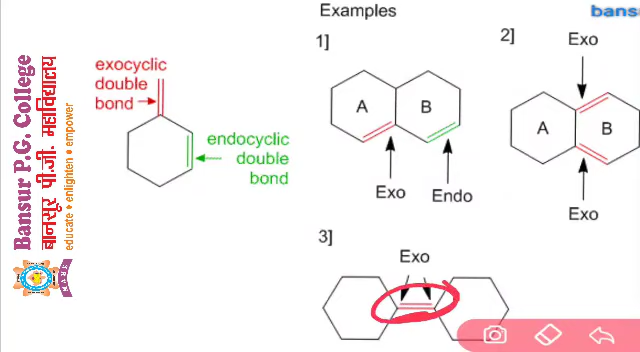 Bansur P.G. College
बानसूर पी.जी. महाविद्यालय
educate • enlighten • empower
exocyclic
double
bond
endocyclic
double
bond
Examples
bansu
1]
A
B
Exo
Endo
2]
Exo
A
B
Exo
3]
Exo